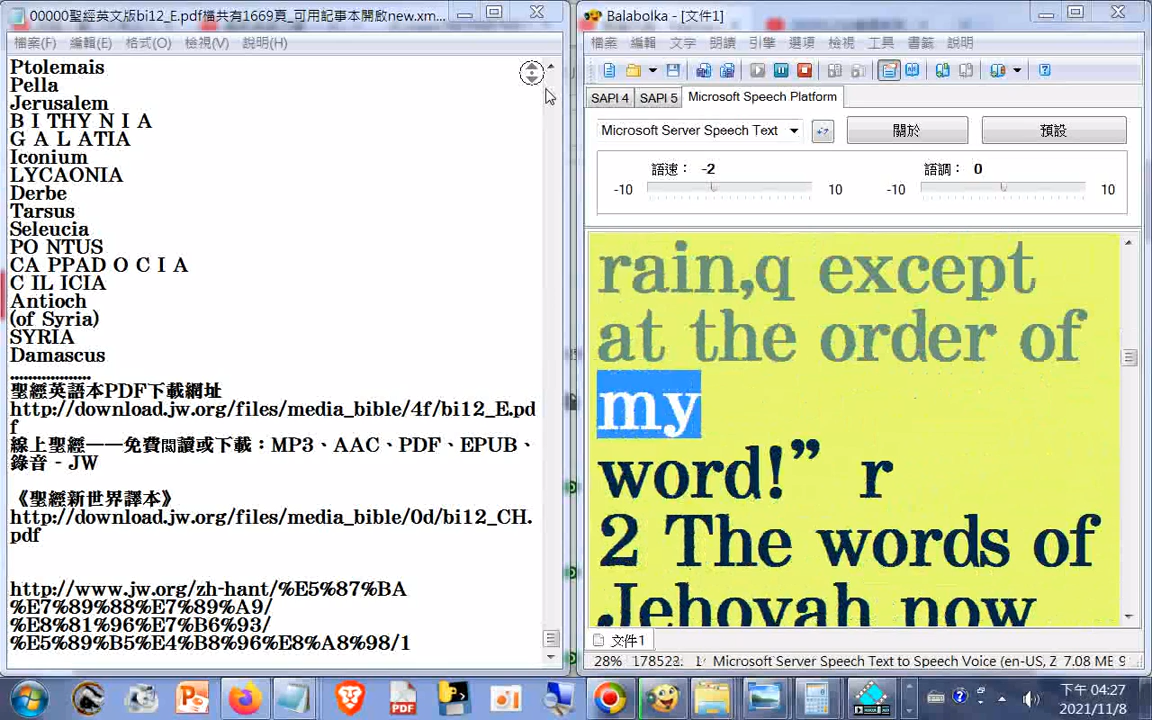 00000聖經英文版bi12_E.pdf檔共有1669頁_可用記事本開啟new.xm...
檔案(F) 編輯(E) 格式(O) 檢視(V) 說明(H)
Ptolemais
Pella
Jerusalem
B I THY N I A
G A L ATIA
Iconium
LYCAONIA
Derbe
Tarsus
Seleucia
PO NTUS
CA PPAD O C I A
C IL ICIA
Antioch
(of Syria)
SYRIA
Damascus
..................
聖經英語本PDF下載網址
http://download.jw.org/files/media_bible/4f/bi12_E.pd
f
線上聖經——免費閱讀或下載：MP3、AAC、PDF、EPUB、
錄音 - JW
《聖經新世界譯本》
http://download.jw.org/files/media_bible/0d/bi12_CH.
pdf
http://www.jw.org/zh-hant/%E5%87%BA
%E7%89%88%E7%89%A9/
%E8%81%96%E7%B6%93/
%E5%89%B5%E4%B8%96%E8%A8%98/1
Balabolka - [文件1]
檔案 編輯 文字 朗讀 引擎 選項 檢視 工具 書籤 說明
SAPI 4 SAPI 5 Microsoft Speech Platform
Microsoft Server Speech Text 關於 預設
語速： -2 語調： 0
-10 10 -10 10
rain,q except
at the order of
my
word!” r
2 The words of
Jehovah now
文件1
28% 178522: Microsoft Server Speech Text to Speech Voice (en-US, Z 7.08 ME 9
PDF
下午 04:27
2021/11/8